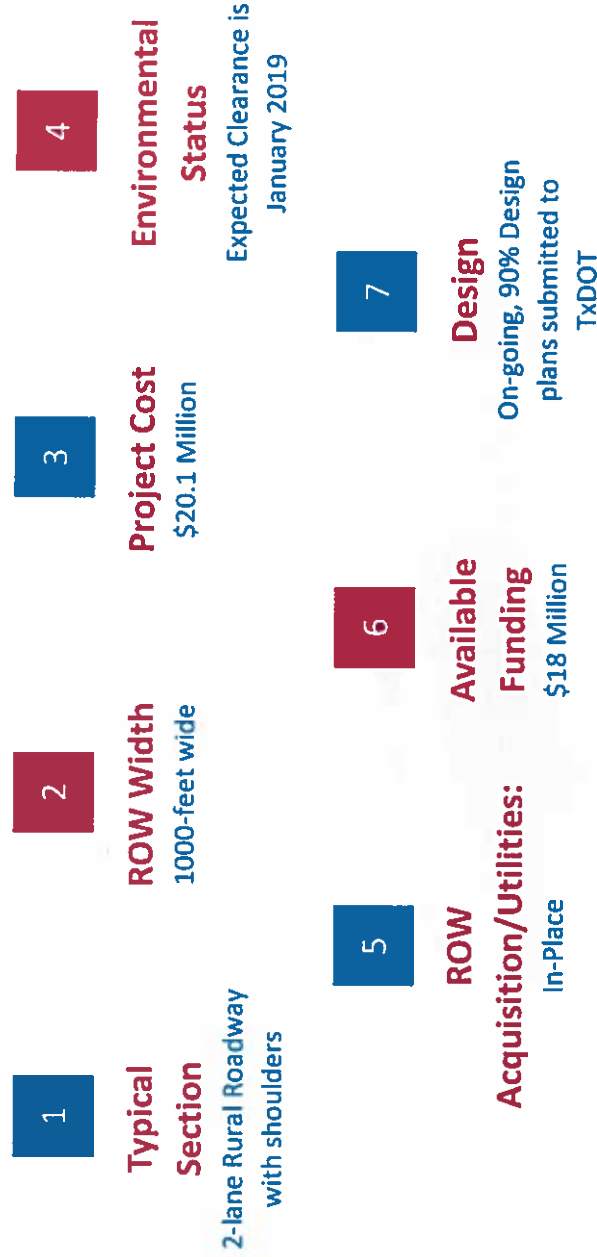 1
Typical
Section
2-lane Rural Roadway
with shoulders
2
ROW Width
1000-feet wide
3
Project Cost
$20.1 Million
4
Environmental
Status
Expected Clearance is
January 2019
5
ROW
Acquisition/Utilities:
In-Place
6
Available
Funding
$18 Million
7
Design
On-going, 90% Design
plans submitted to
TxDOT